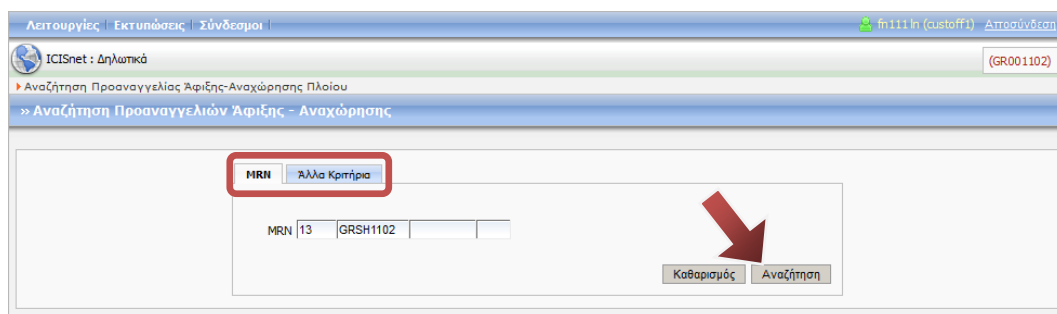 Λειτουργίες Εκτυπώσεις Σύνδεσμοι fn111 ln (custoff1) Αποσύνδεση
ICISnet : Δηλωτικά (GR001102)
Αναζήτηση Προαναγγελίας Άφιξης-Αναχώρησης Πλοίου
» Αναζήτηση Προαναγγελιών Άφιξης - Αναχώρησης
MRN Άλλα Κριτήρια
MRN 13 GRSH1102
Καθαρισμός Αναζήτηση